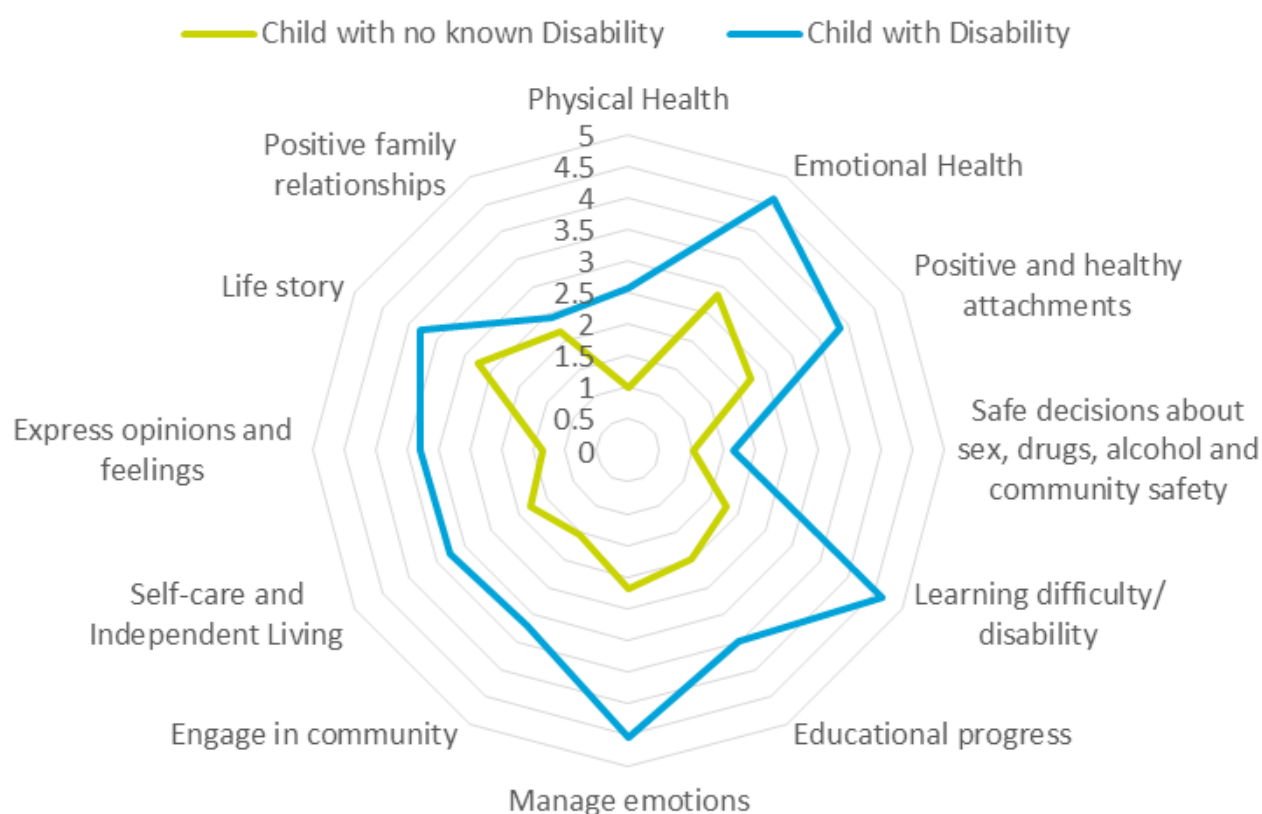 Child with no known Disability
Child with Disability
Physical Health
Emotional Health
Positive and healthy
attachments
Safe decisions about
sex, drugs, alcohol and
community safety
Learning difficulty/
disability
Educational progress
Manage emotions
Engage in community
Self-care and
Independent Living
Express opinions and
feelings
Life story
Positive family
relationships
5
4.5
4
3.5
3
2.5
2
1.5
1
0.5
0